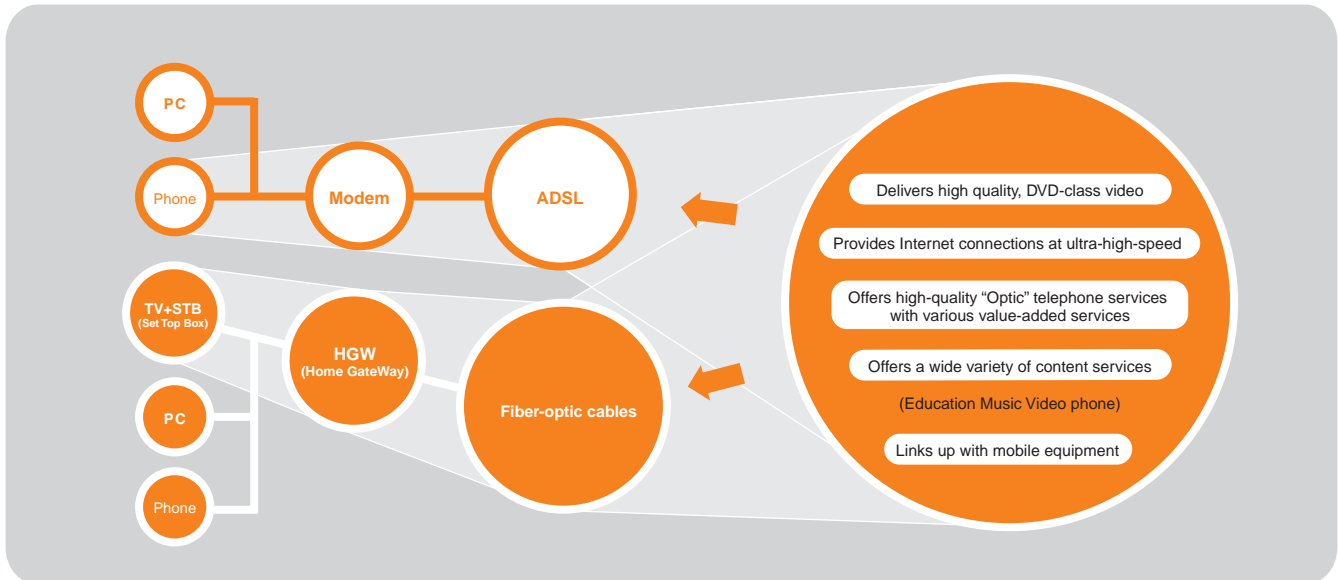 PC
Phone
Modem
ADSL
TV+STB
(Set Top Box)
HGW
(Home GateWay)
Fiber-optic cables
PC
Phone
Delivers high quality, DVD-class video
Provides Internet connections at ultra-high-speed
Offers high-quality “Optic” telephone services
with various value-added services
Offers a wide variety of content services
(Education Music Video phone)
Links up with mobile equipment